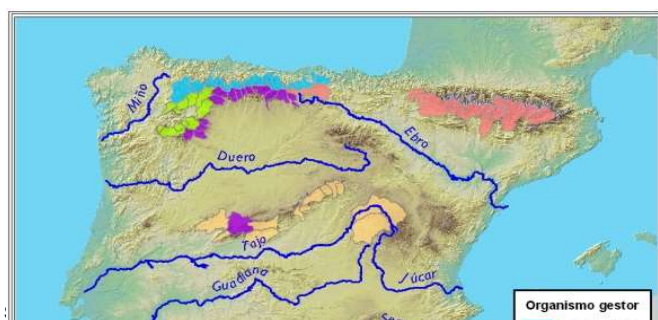 Miño
Ebro
Duero
Tajo
Guadiana
Júcar
Organismo gestor